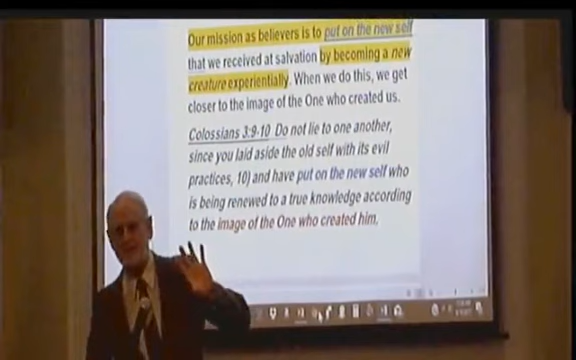 Our mission as believers is to put on the new self
that we received at salvation by becoming a new
creature experientially. When we do this, we get
closer to the image of the One who created us.
Colossians 3:9-10 Do not lie to one another,
since you laid aside the old self with its evil
practices, 10) and have put on the new self who
is being renewed to a true knowledge according
to the image of the One who created him.